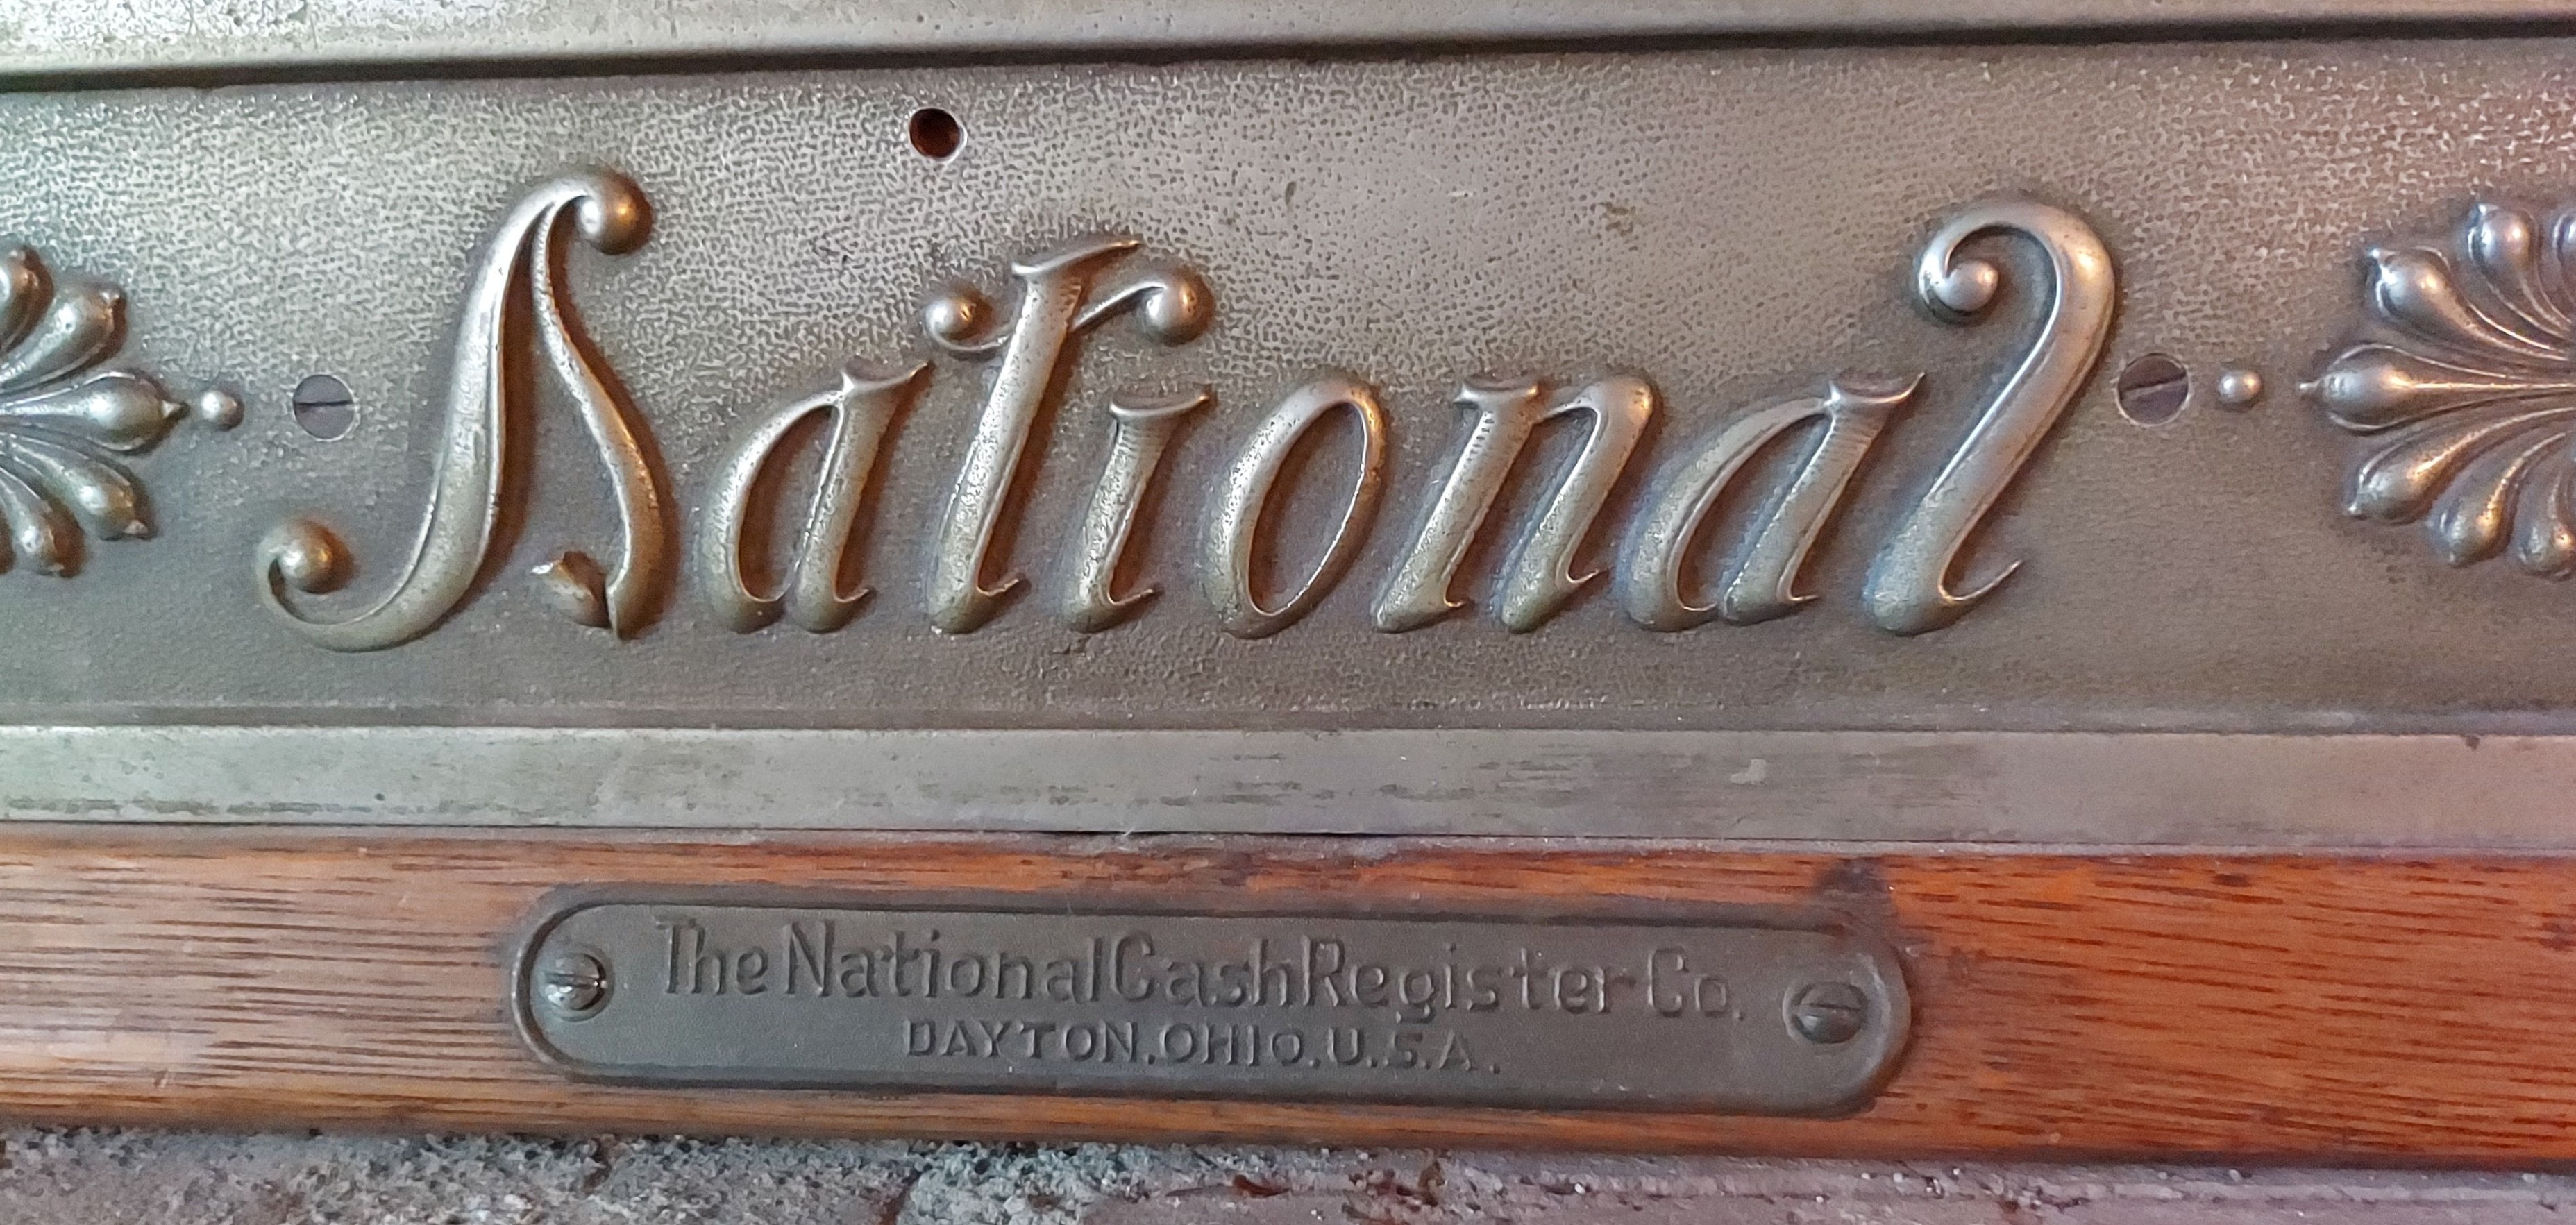 National
The National Cash Register Co.
DAYTON, OHIO, U.S.A.